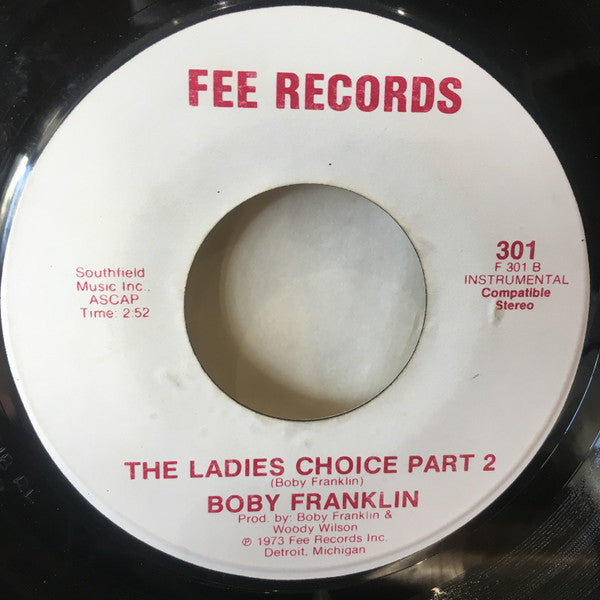 FEE RECORDS
Southfield
Music Inc..
ASCAP
Time: 2:52
301
F 301 B
INSTRUMENTAL
Compatible
Stereo
THE LADIES CHOICE PART 2
(Boby Franklin)
BOBY FRANKLIN
Prod. by: Boby Franklin &
Woody Wilson
℗ 1973 Fee Records Inc.
Detroit, Michigan